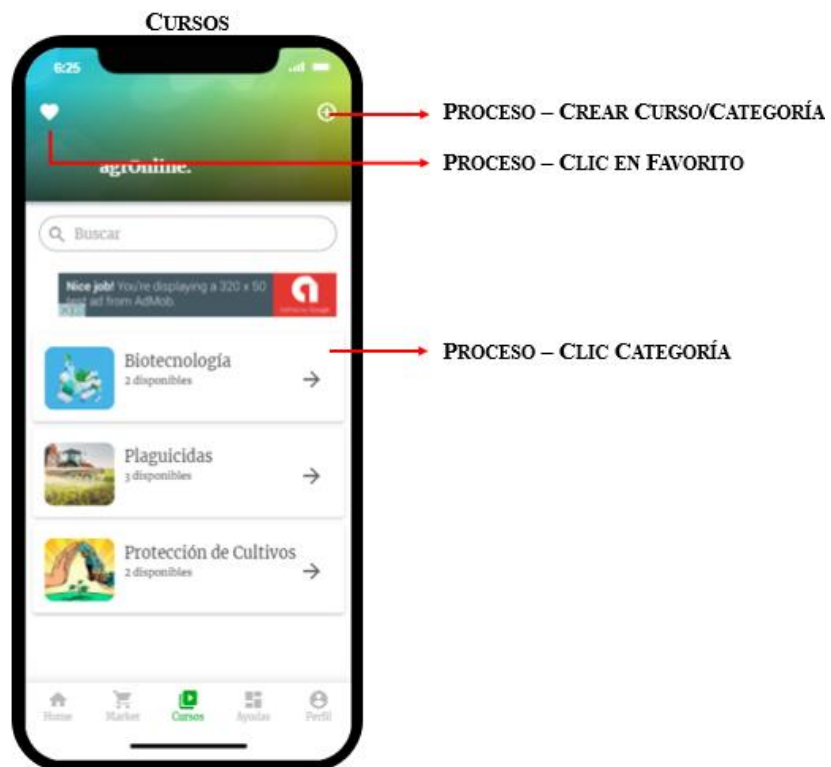 CURSOS
6:25
PROCESO – CREAR CURSO/CATEGORÍA
PROCESO – CLIC EN FAVORITO
agrOnline.
Buscar
Nice job! You're displaying a 320 x 50
test ad from AdMob.
Biotecnología
2 disponibles
PROCESO – CLIC CATEGORÍA
Plaguicidas
3 disponibles
Protección de Cultivos
2 disponibles
Home Market Cursos Ayudas Perfil